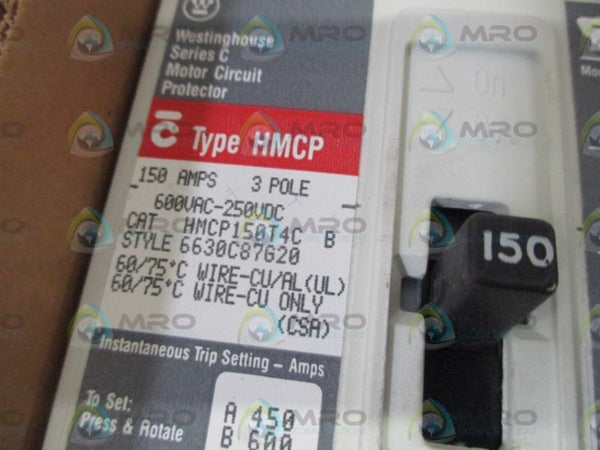 Westinghouse
Series C
Motor Circuit
Protector
Type HMCP
150 AMPS 3 POLE
600VAC-250VDC
CAT HMCP150T4C B
STYLE 6630C87G20
60/75°C WIRE-CU/AL(UL)
60/75°C WIRE-CU ONLY
(CSA)
Instantaneous Trip Setting – Amps
To Set:
Press & Rotate
A 450
B 600
On
150
MRO